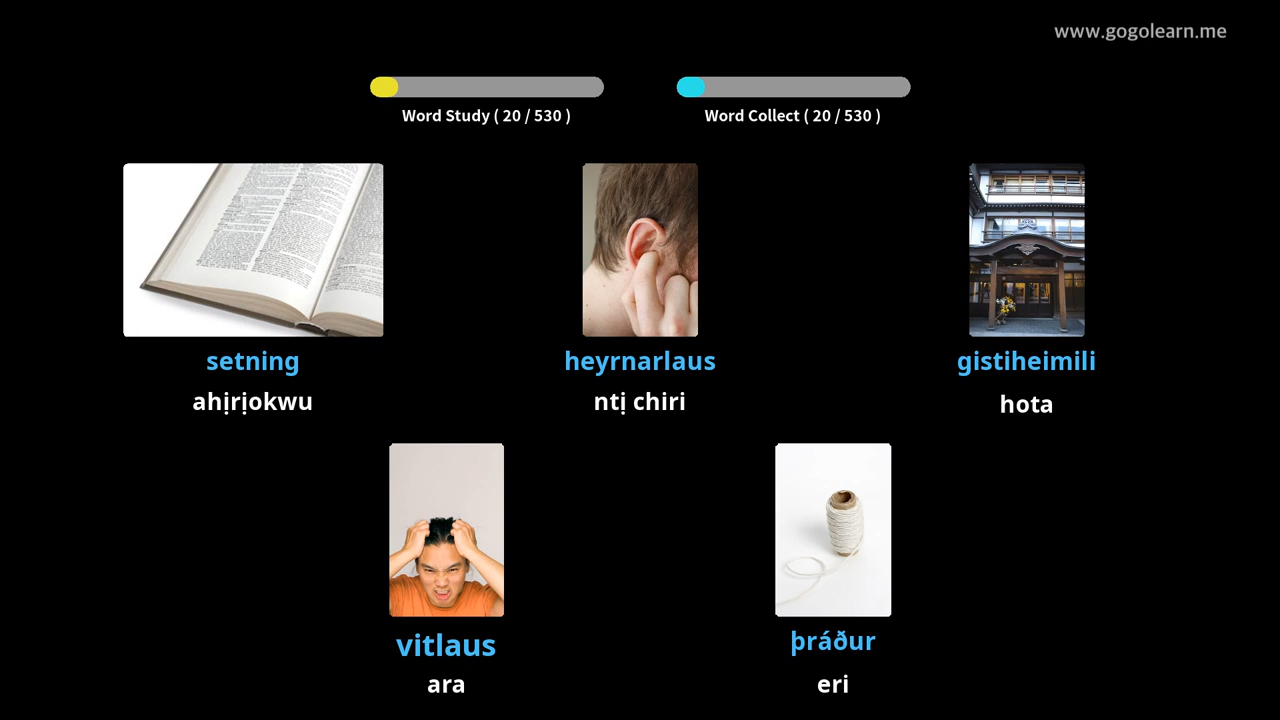 www.gogolearn.me
Word Study ( 20 / 530 )
Word Collect ( 20 / 530 )
setning
heyrnarlaus
gistiheimili
ahịrịokwu
ntị chiri
hota
vitlaus
þráður
ara
eri